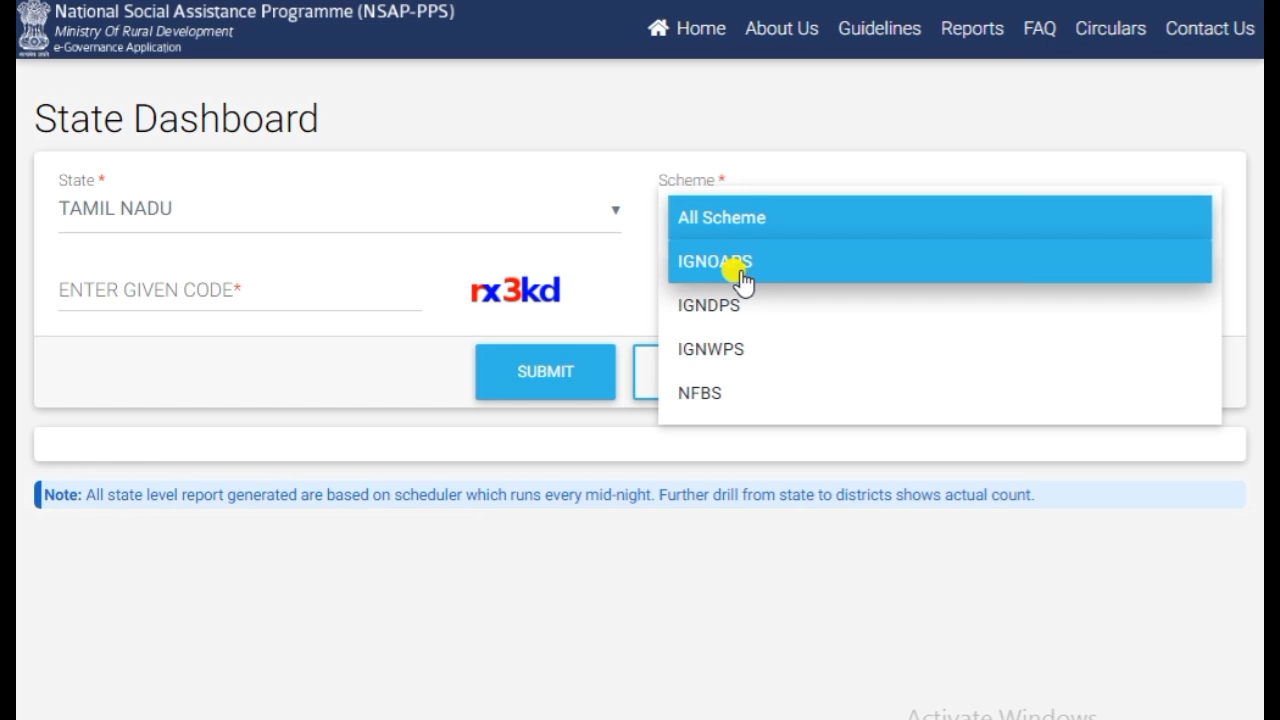 National Social Assistance Programme (NSAP-PPS)
Ministry Of Rural Development
e-Governance Application
Home About Us Guidelines Reports FAQ Circulars Contact Us
State Dashboard
State *
TAMIL NADU
Scheme *
All Scheme
IGNOAPS
IGNDPS
IGNWPS
NFBS
ENTER GIVEN CODE*
rx3kd
SUBMIT
Note: All state level report generated are based on scheduler which runs every mid-night. Further drill from state to districts shows actual count.
Activate Windows